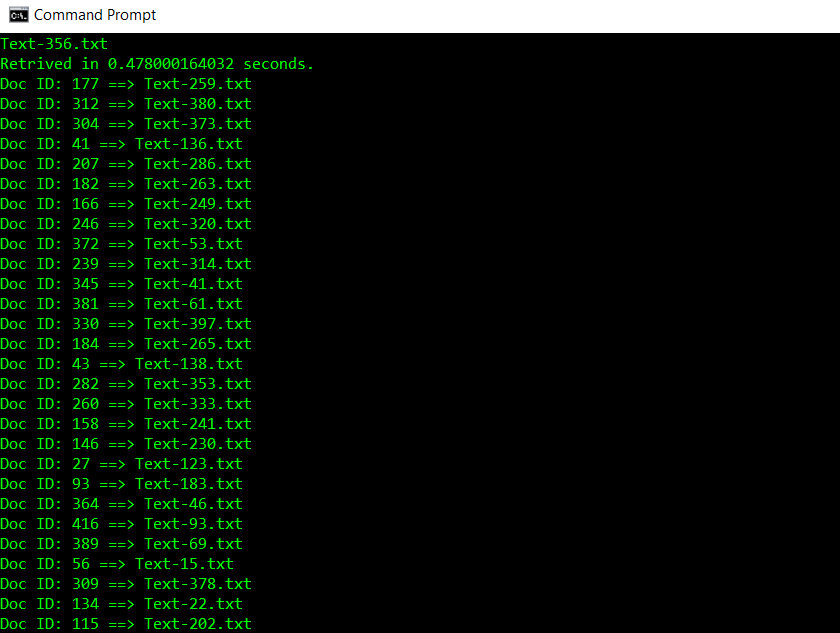 Command Prompt
Text-356.txt
Retrived in 0.478000164032 seconds.
Doc ID: 177 ==> Text-259.txt
Doc ID: 312 ==> Text-380.txt
Doc ID: 304 ==> Text-373.txt
Doc ID: 41 ==> Text-136.txt
Doc ID: 207 ==> Text-286.txt
Doc ID: 182 ==> Text-263.txt
Doc ID: 166 ==> Text-249.txt
Doc ID: 246 ==> Text-320.txt
Doc ID: 372 ==> Text-53.txt
Doc ID: 239 ==> Text-314.txt
Doc ID: 345 ==> Text-41.txt
Doc ID: 381 ==> Text-61.txt
Doc ID: 330 ==> Text-397.txt
Doc ID: 184 ==> Text-265.txt
Doc ID: 43 ==> Text-138.txt
Doc ID: 282 ==> Text-353.txt
Doc ID: 260 ==> Text-333.txt
Doc ID: 158 ==> Text-241.txt
Doc ID: 146 ==> Text-230.txt
Doc ID: 27 ==> Text-123.txt
Doc ID: 93 ==> Text-183.txt
Doc ID: 364 ==> Text-46.txt
Doc ID: 416 ==> Text-93.txt
Doc ID: 389 ==> Text-69.txt
Doc ID: 56 ==> Text-15.txt
Doc ID: 309 ==> Text-378.txt
Doc ID: 134 ==> Text-22.txt
Doc ID: 115 ==> Text-202.txt